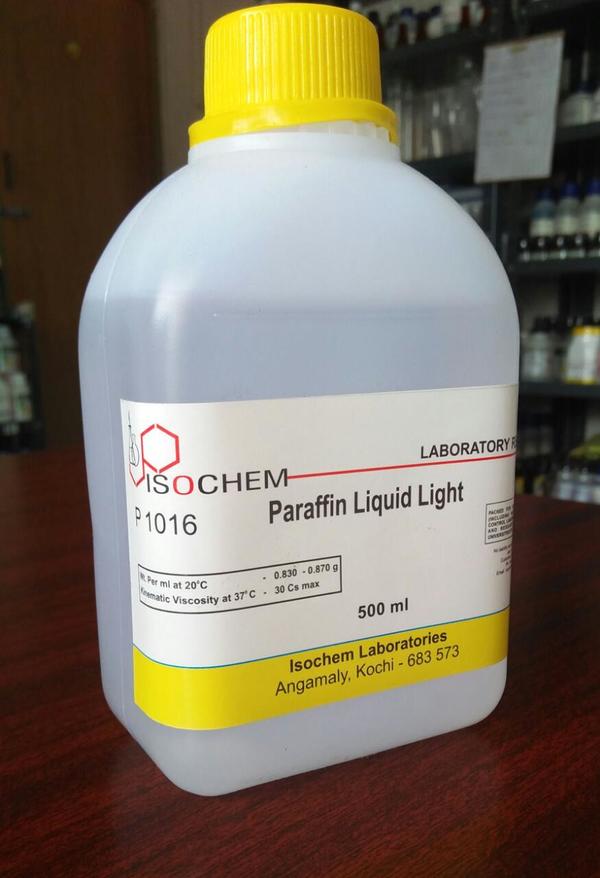 LABORATORY R
ISOCHEM
P 1016
Paraffin Liquid Light
Wt. Per ml at 20°C - 0.830 - 0.870 g
Kinematic Viscosity at 37°C - 30 Cs max
500 ml
Isochem Laboratories
Angamaly, Kochi - 683 573